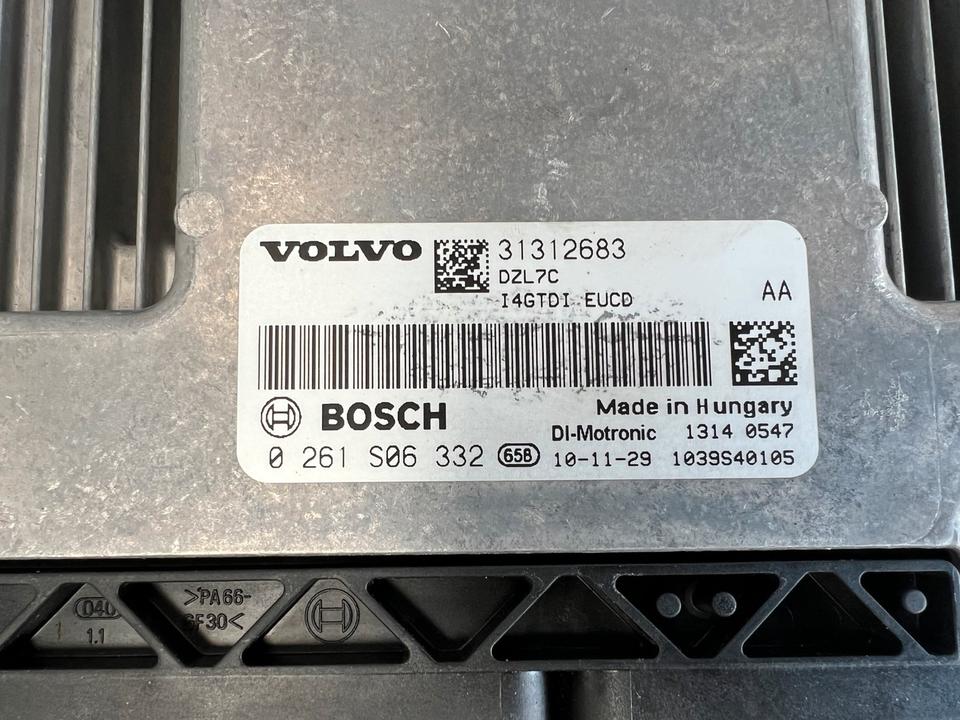 VOLVO 31312683
DZL7C
I4GTDI EUCD
AA
BOSCH
Made in Hungary
DI-Motronic 1314 0547
0 261 S06 332 65B 10-11-29 1039S40105
040
1.1
>PA66-
GF30<